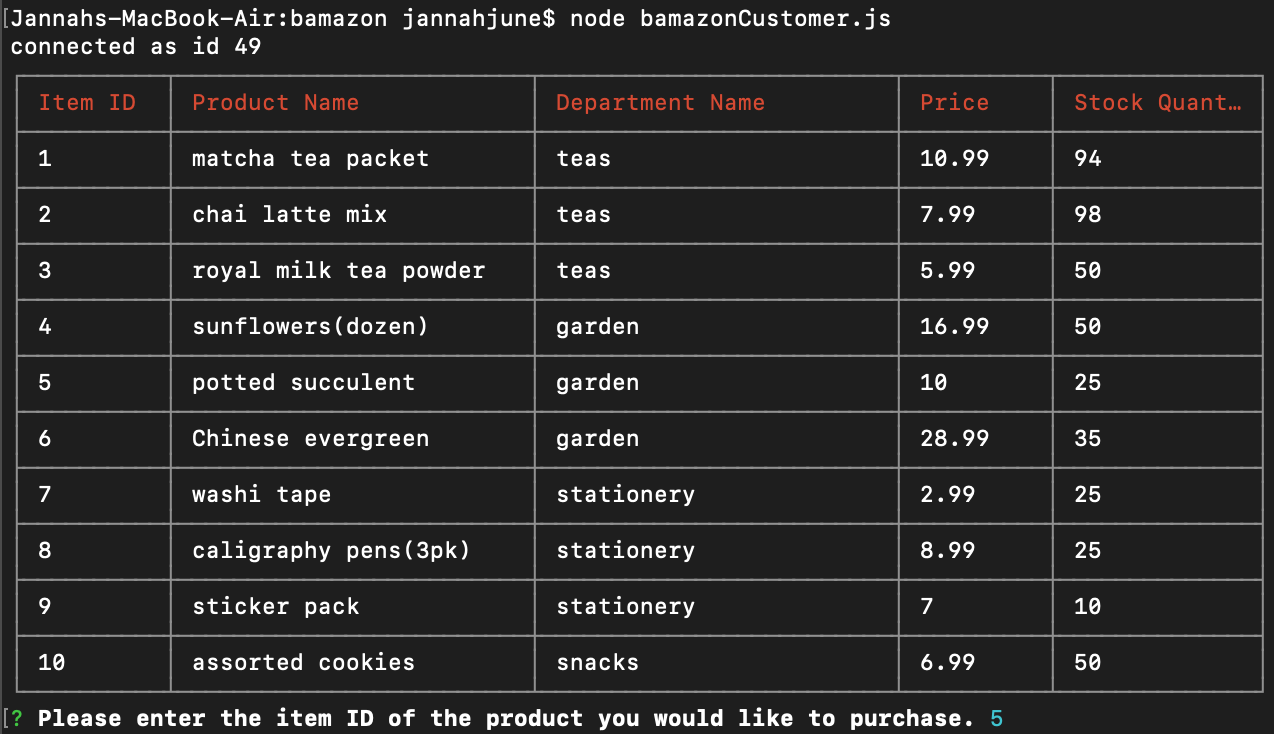 [Jannahs-MacBook-Air:bamazon jannahjune$ node bamazonCustomer.js
connected as id 49
Item ID Product Name Department Name Price Stock Quant…
1 matcha tea packet teas 10.99 94
2 chai latte mix teas 7.99 98
3 royal milk tea powder teas 5.99 50
4 sunflowers(dozen) garden 16.99 50
5 potted succulent garden 10 25
6 Chinese evergreen garden 28.99 35
7 washi tape stationery 2.99 25
8 caligraphy pens(3pk) stationery 8.99 25
9 sticker pack stationery 7 10
10 assorted cookies snacks 6.99 50
[? Please enter the item ID of the product you would like to purchase. 5